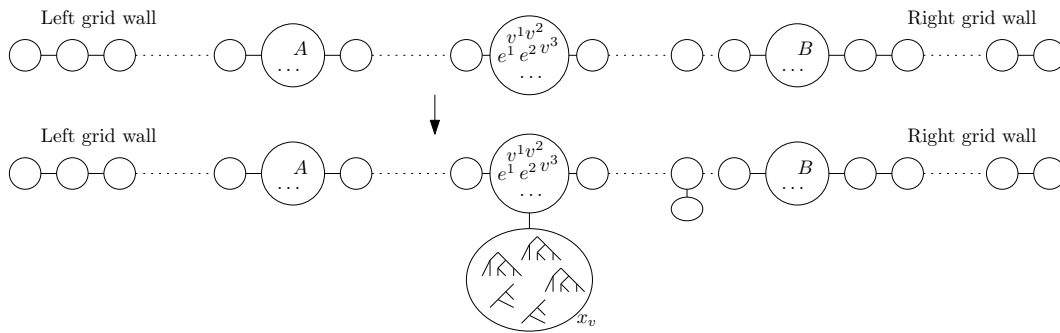 Left grid wall Right grid wall
A v¹v² B
... e¹ e² v³
...
Left grid wall Right grid wall
A v¹v² B
... e¹ e² v³ ...
...
x_v